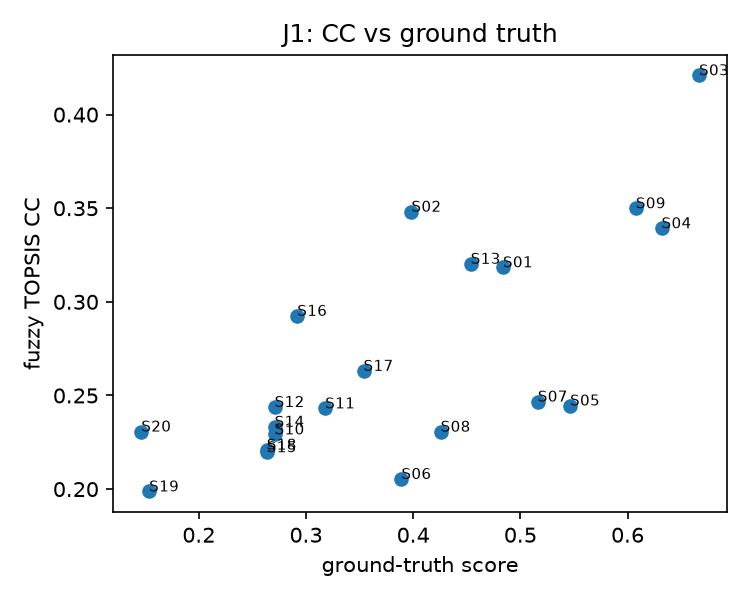 J1: CC vs ground truth
fuzzy TOPSIS CC
0.40
0.35
0.30
0.25
0.20
S03
S09
S02
S04
S13
S01
S16
S17
S07
S05
S12
S11
S14
S10
S20
S08
S18
S15
S06
S19
0.2
0.3
0.4
0.5
0.6
ground-truth score